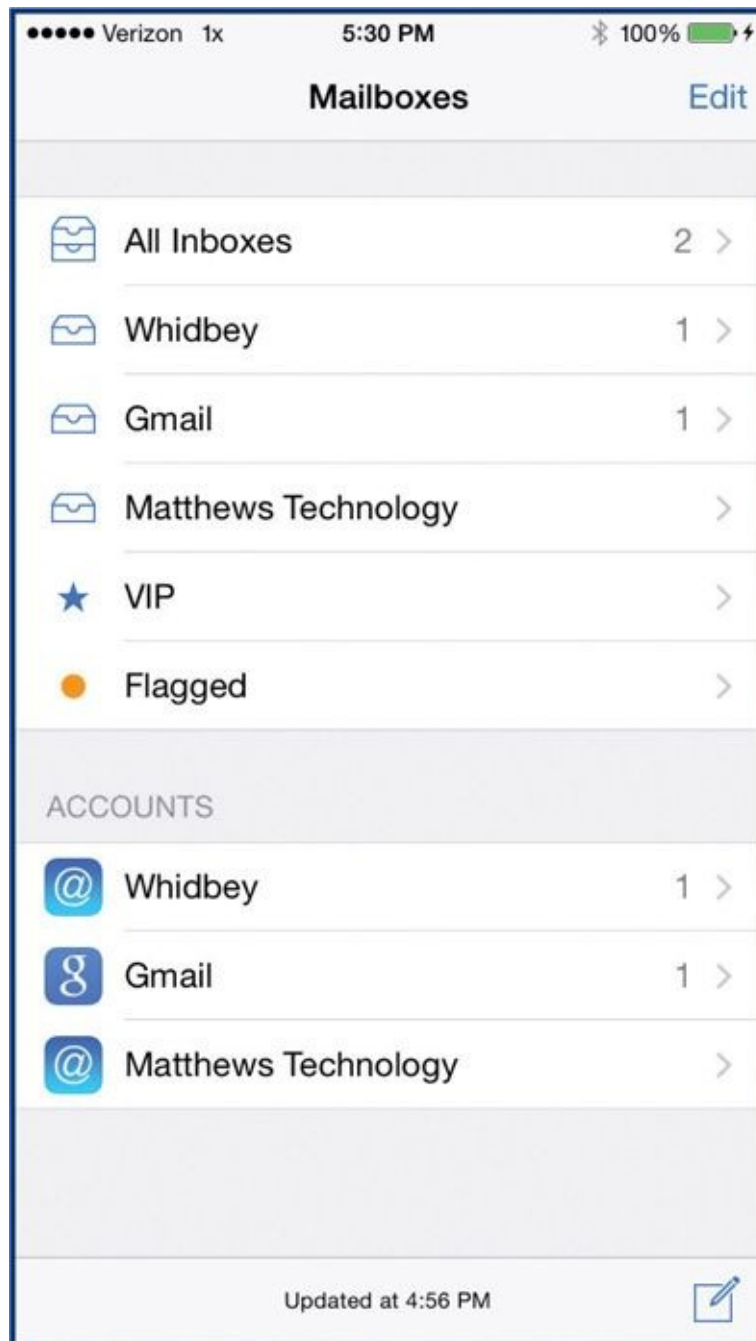 Verizon 1x 5:30 PM 100%
Mailboxes Edit
All Inboxes 2
Whidbey 1
Gmail 1
Matthews Technology
VIP
Flagged
ACCOUNTS
@ Whidbey 1
g Gmail 1
@ Matthews Technology
Updated at 4:56 PM